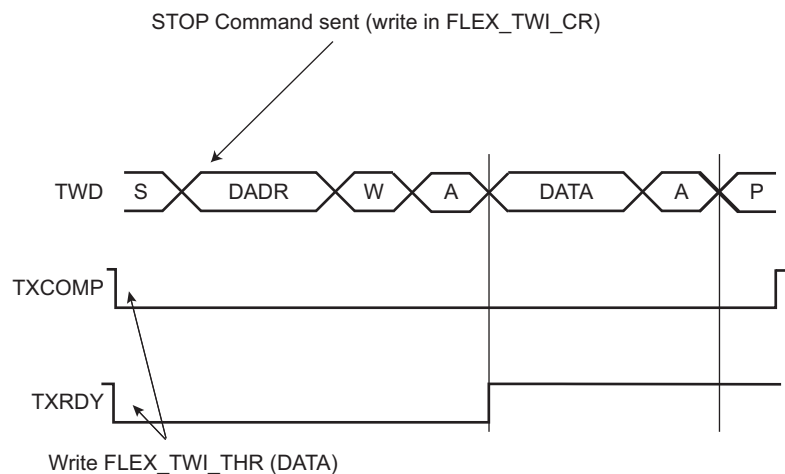 STOP Command sent (write in FLEX_TWI_CR)
TWD S DADR W A DATA A P
TXCOMP
TXRDY
Write FLEX_TWI_THR (DATA)